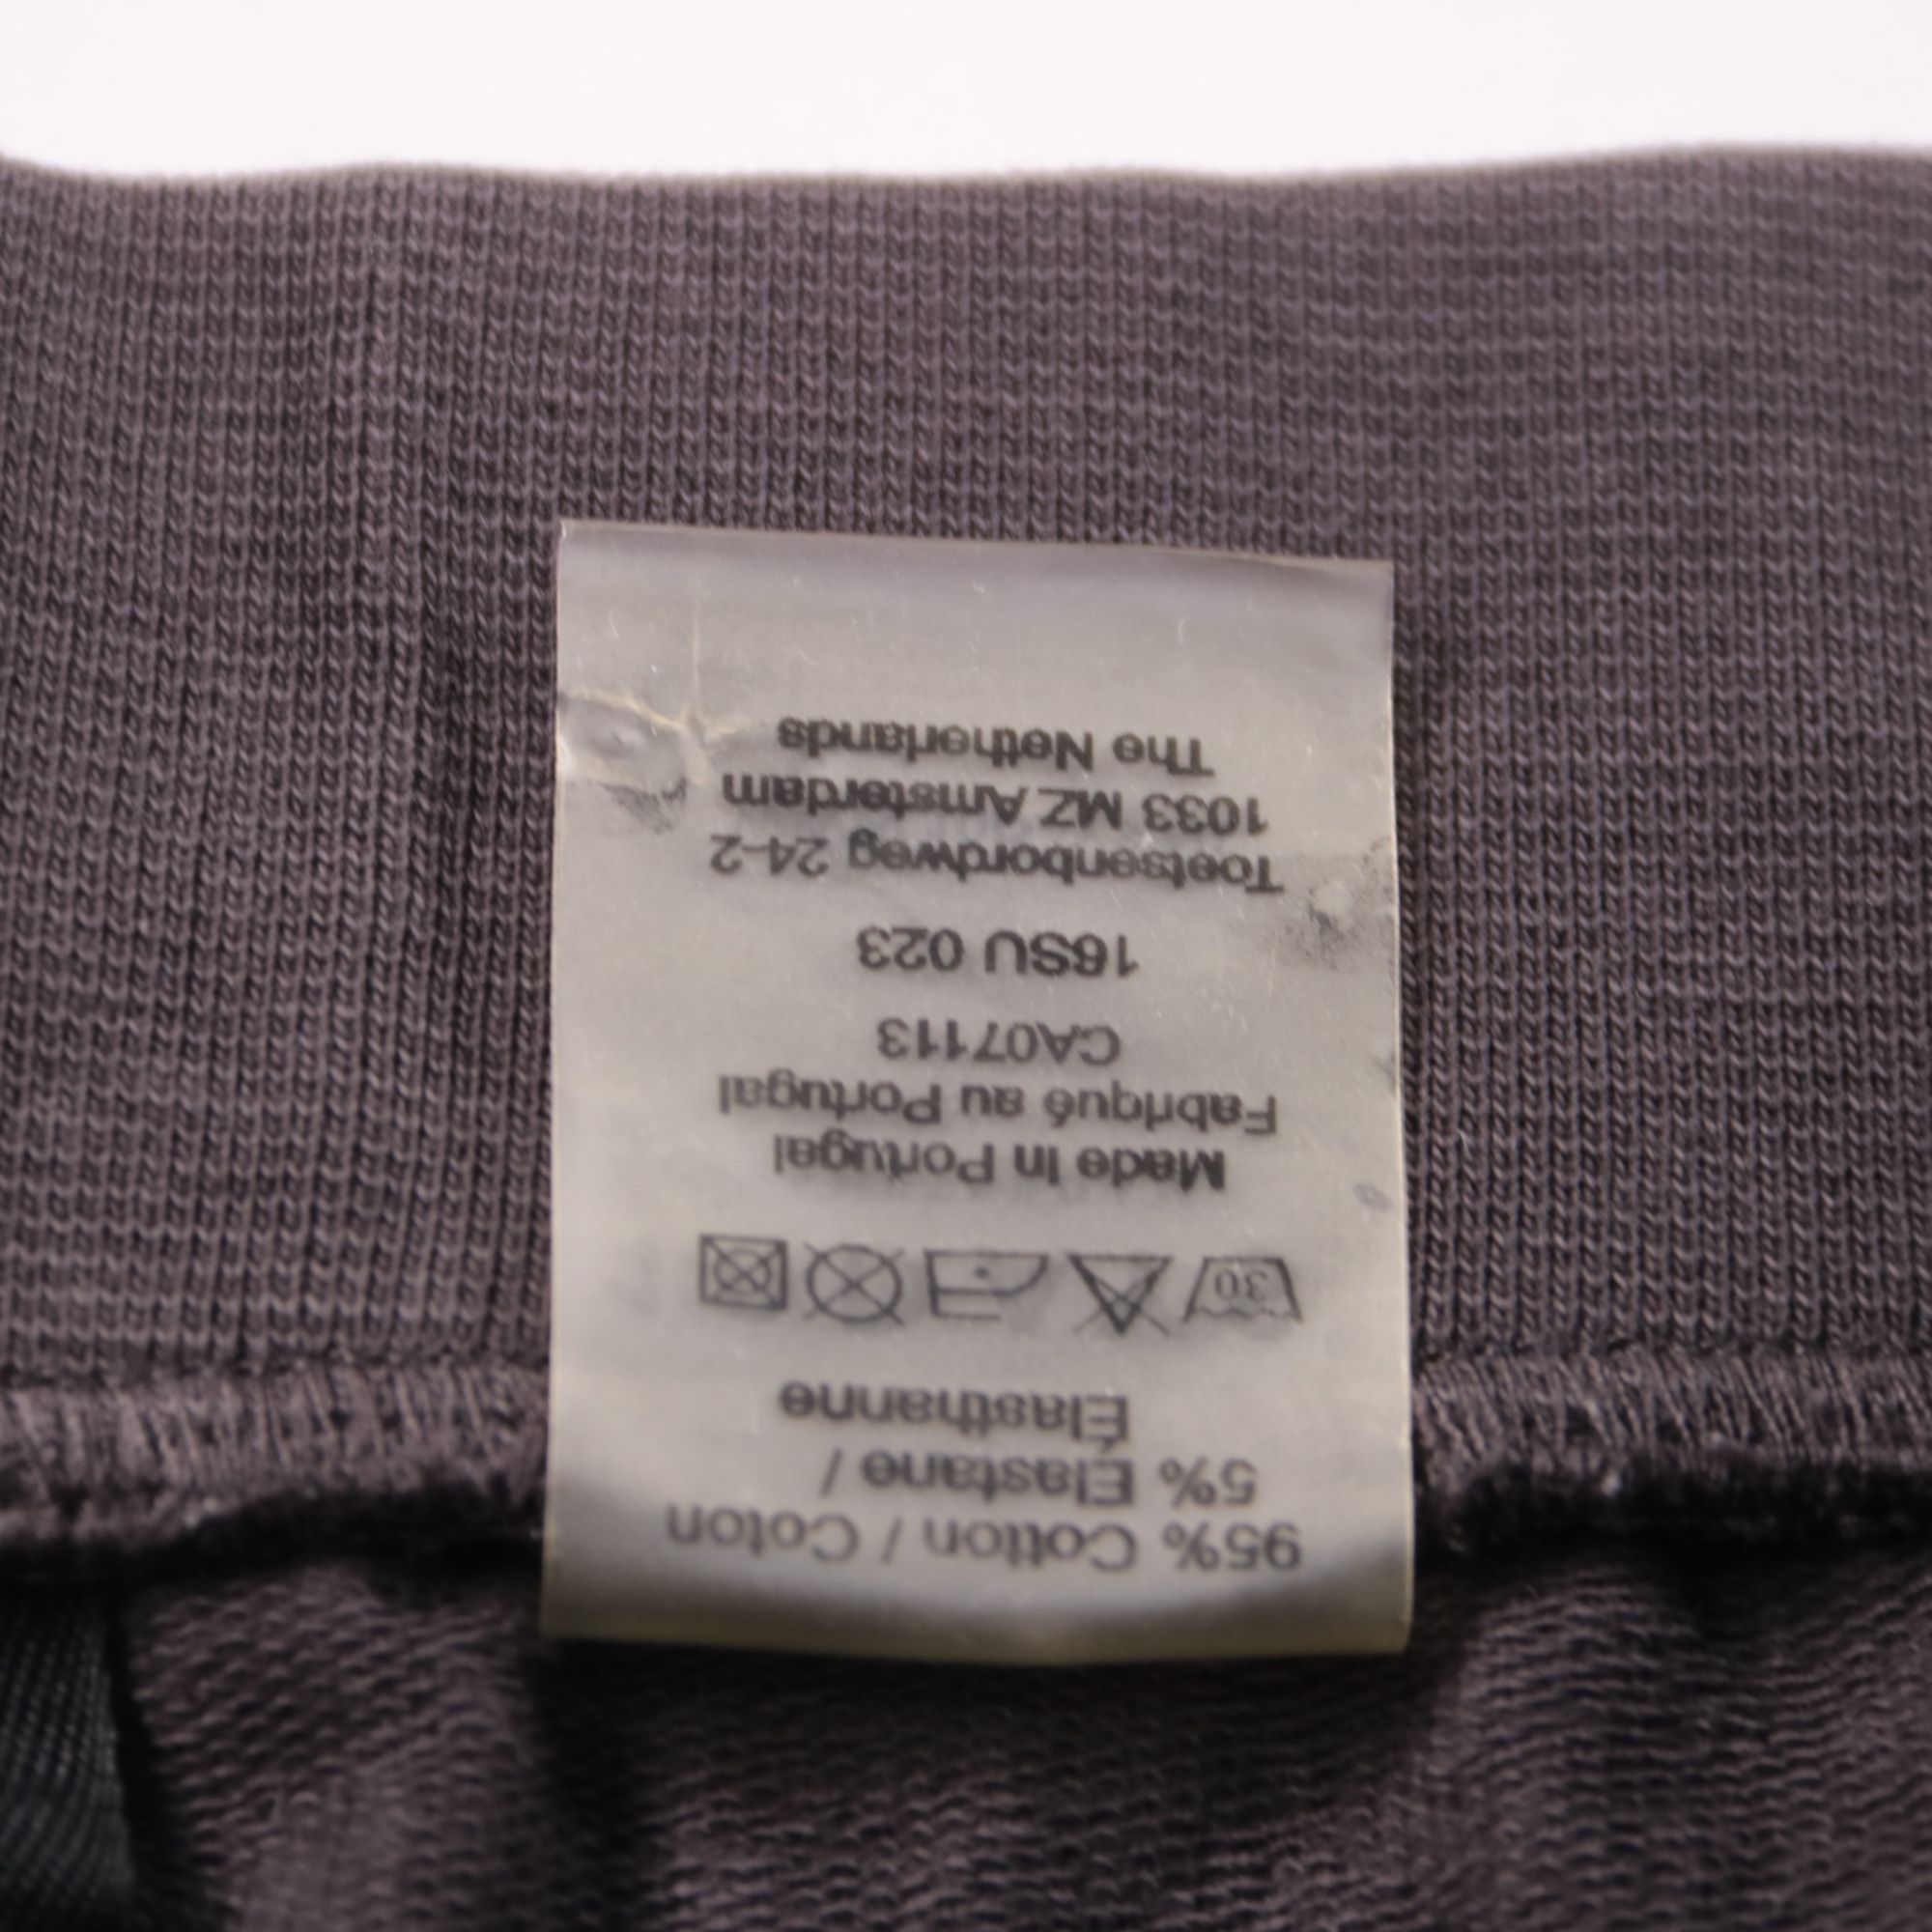 95% Cotton / Coton
5% Elastane /
Élasthanne
30
Made in Portugal
Fabriqué au Portugal
CA07113
16SU 023
Toetsenbordweg 24-2
1033 MZ Amsterdam
The Netherlands